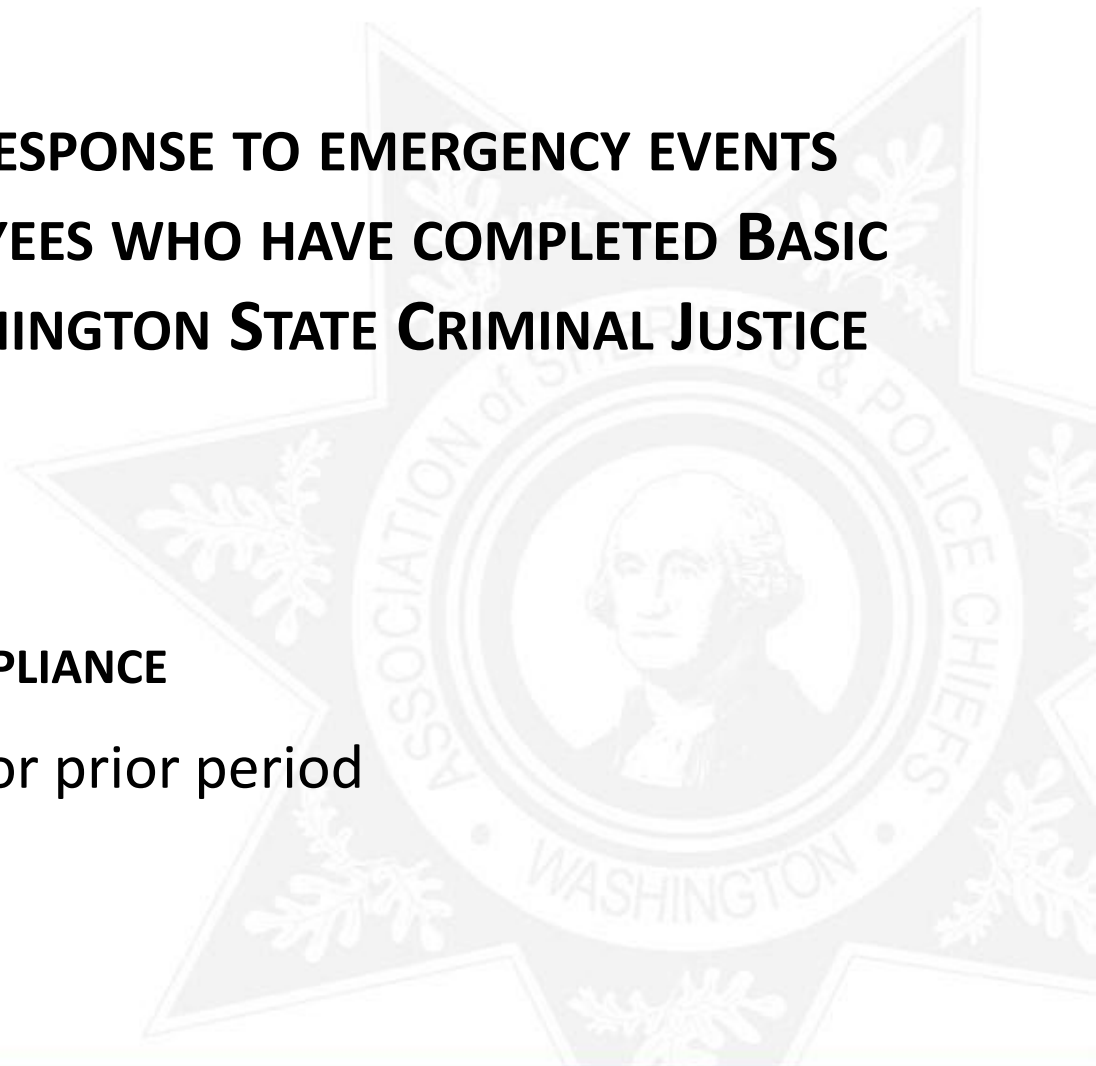 ESPONSE TO EMERGENCY EVENTS
YEES WHO HAVE COMPLETED BASIC
HINGTON STATE CRIMINAL JUSTICE
PLIANCE
or prior period
ASSOCIATION of SHERIFFS & POLICE CHIEFS
• WASHINGTON •